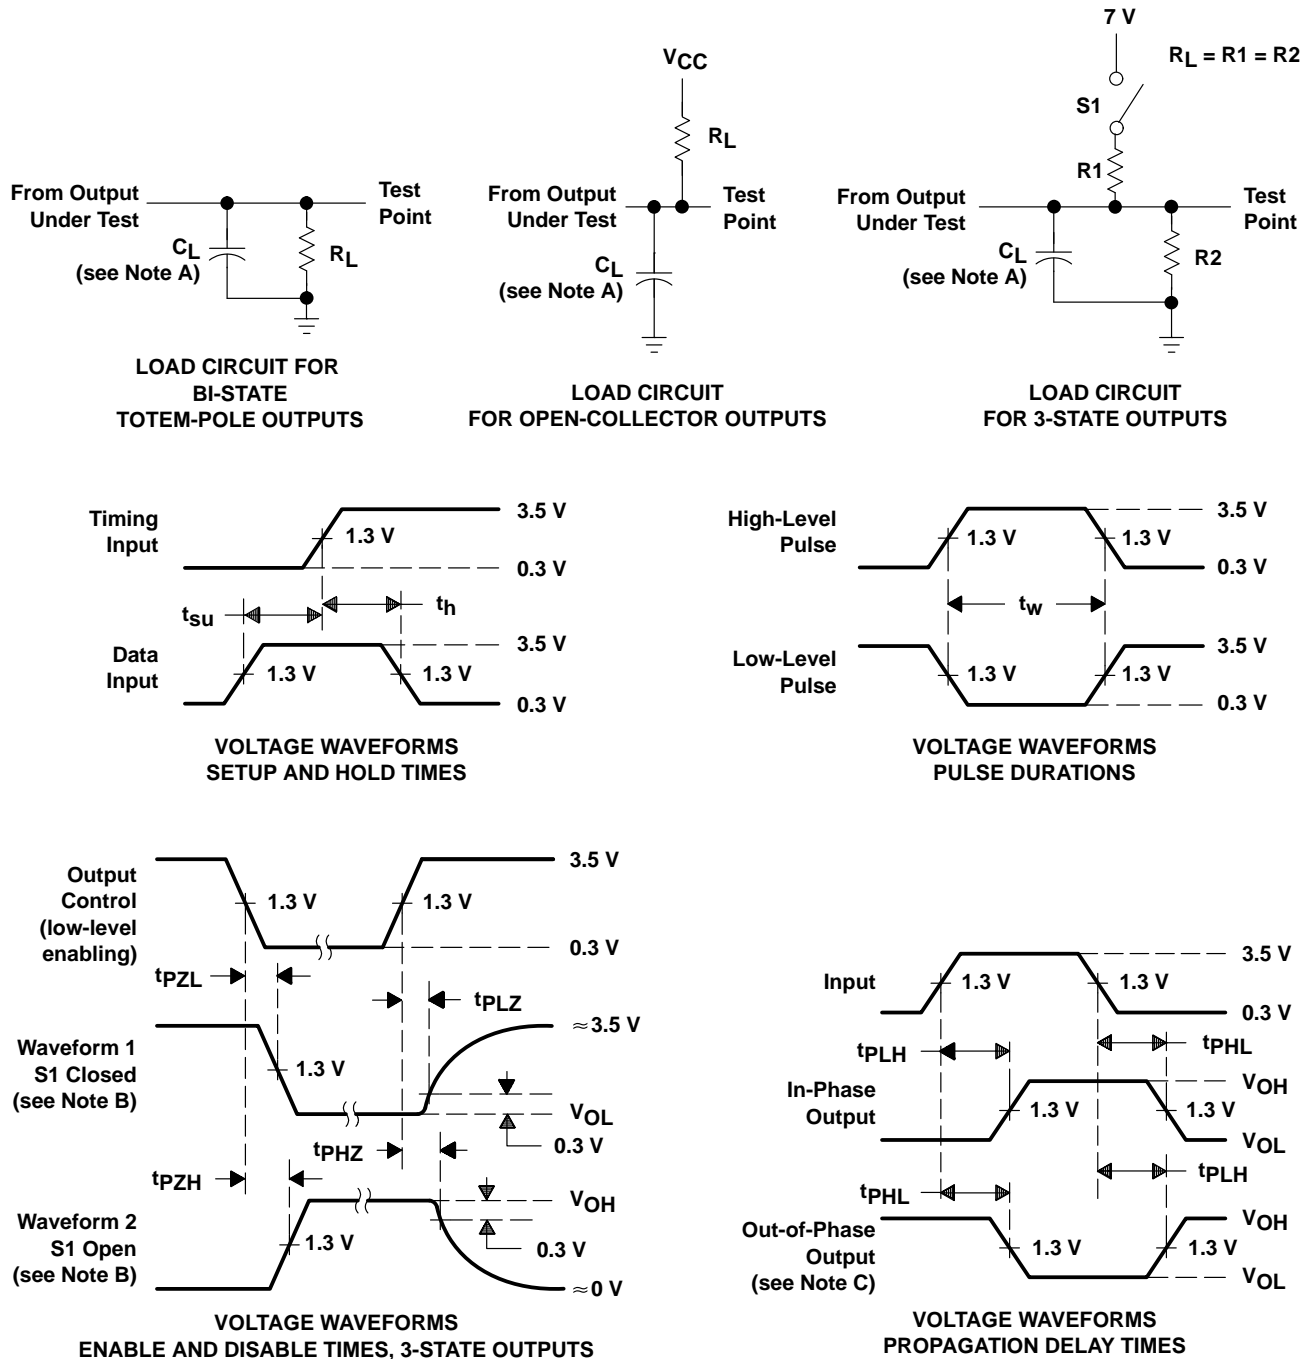 From Output
Under Test
Test
Point
CL
(see Note A)
RL
LOAD CIRCUIT FOR
BI-STATE
TOTEM-POLE OUTPUTS
VCC
RL
From Output
Under Test
Test
Point
CL
(see Note A)
LOAD CIRCUIT
FOR OPEN-COLLECTOR OUTPUTS
7 V
RL = R1 = R2
S1
R1
From Output
Under Test
Test
Point
CL
(see Note A)
R2
LOAD CIRCUIT
FOR 3-STATE OUTPUTS
Timing
Input
3.5 V
1.3 V
0.3 V
tsu
th
Data
Input
3.5 V
1.3 V
1.3 V
0.3 V
VOLTAGE WAVEFORMS
SETUP AND HOLD TIMES
High-Level
Pulse
3.5 V
1.3 V
1.3 V
0.3 V
tw
Low-Level
Pulse
3.5 V
1.3 V
1.3 V
0.3 V
VOLTAGE WAVEFORMS
PULSE DURATIONS
Output
Control
(low-level
enabling)
3.5 V
1.3 V
1.3 V
0.3 V
tPZL
tPLZ
Waveform 1
S1 Closed
(see Note B)
≈3.5 V
1.3 V
VOL
0.3 V
tPHZ
tPZH
Waveform 2
S1 Open
(see Note B)
VOH
1.3 V
0.3 V
≈0 V
VOLTAGE WAVEFORMS
ENABLE AND DISABLE TIMES, 3-STATE OUTPUTS
Input
3.5 V
1.3 V
1.3 V
0.3 V
tPLH
tPHL
In-Phase
Output
VOH
1.3 V
1.3 V
VOL
tPHL
tPLH
Out-of-Phase
Output
(see Note C)
VOH
1.3 V
1.3 V
VOL
VOLTAGE WAVEFORMS
PROPAGATION DELAY TIMES